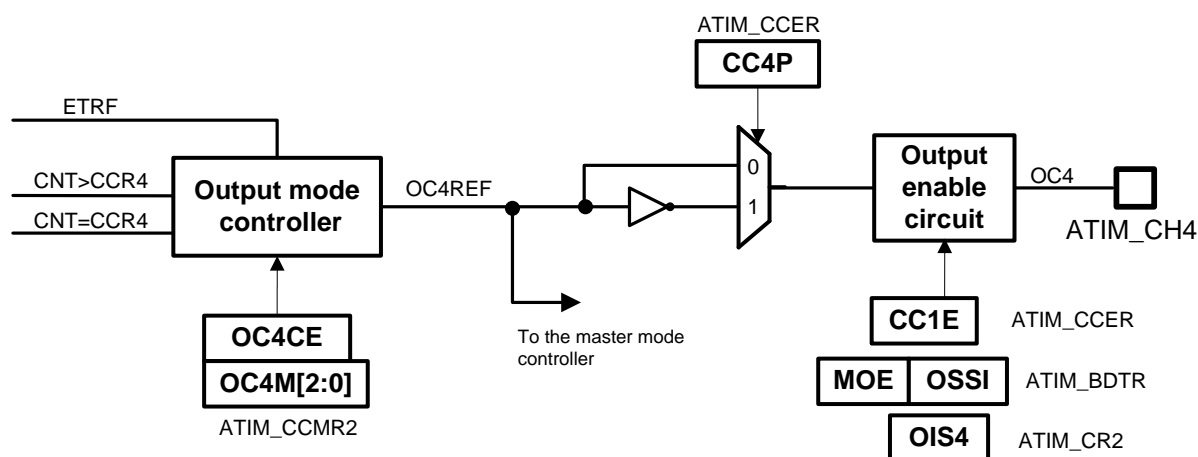 ATIM_CCER
CC4P
ETRF
CNT>CCR4
CNT=CCR4
Output mode
controller
OC4REF
0
1
Output
enable
circuit
OC4
ATIM_CH4
To the master mode
controller
OC4CE
OC4M[2:0]
ATIM_CCMR2
CC1E
ATIM_CCER
MOE
OSSI
ATIM_BDTR
OIS4
ATIM_CR2